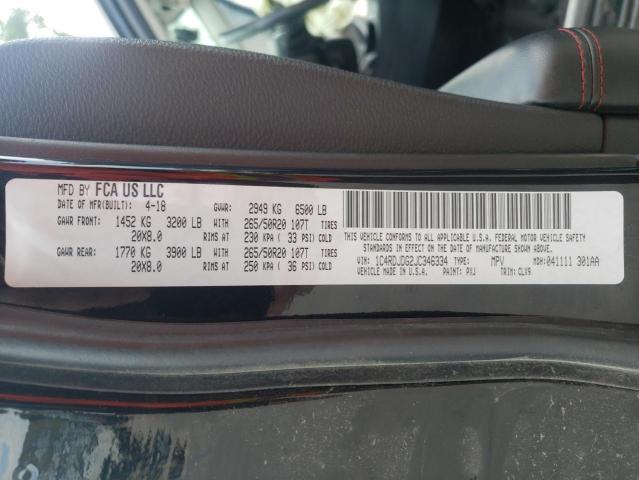 MFD BY FCA US LLC
DATE OF MFR(BUILT): 4-18 GVWR: 2949 KG 6500 LB
GAWR FRONT: 1452 KG 3200 LB WITH 265/50R20 107T TIRES
20X8.0 RIMS AT 230 KPA ( 33 PSI) COLD
GAWR REAR: 1770 KG 3900 LB WITH 265/50R20 107T TIRES
20X8.0 RIMS AT 250 KPA ( 36 PSI) COLD
THIS VEHICLE CONFORMS TO ALL APPLICABLE U.S.A. FEDERAL MOTOR VEHICLE SAFETY
STANDARDS IN EFFECT ON THE DATE OF MANUFACTURE SHOWN ABOVE.
VIN: 1C4RDJDG2JC346334 TYPE: MPV MDH: 041111 301AA
VEHICLE MADE IN U.S.A. PAINT: PXJ TRIM: CLX9